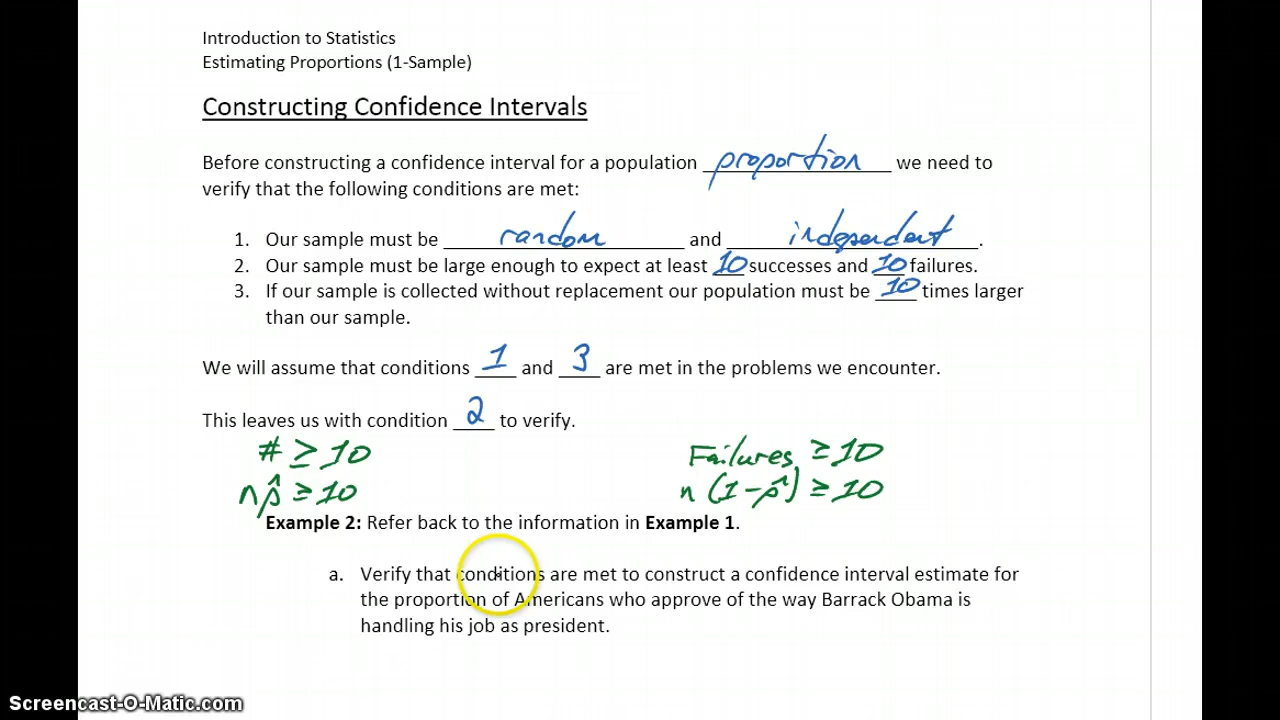 Introduction to Statistics
Estimating Proportions (1-Sample)
Constructing Confidence Intervals
Before constructing a confidence interval for a population proportion we need to
verify that the following conditions are met:
1. Our sample must be random and independent.
2. Our sample must be large enough to expect at least 10 successes and 10 failures.
3. If our sample is collected without replacement our population must be 10 times larger
than our sample.
We will assume that conditions 1 and 3 are met in the problems we encounter.
This leaves us with condition 2 to verify.
# ≥ 10 Failures ≥ 10
n p̂ ≥ 10 n (1 - p̂) ≥ 10
Example 2: Refer back to the information in Example 1.
a. Verify that conditions are met to construct a confidence interval estimate for
the proportion of Americans who approve of the way Barrack Obama is
handling his job as president.
Screencast-O-Matic.com